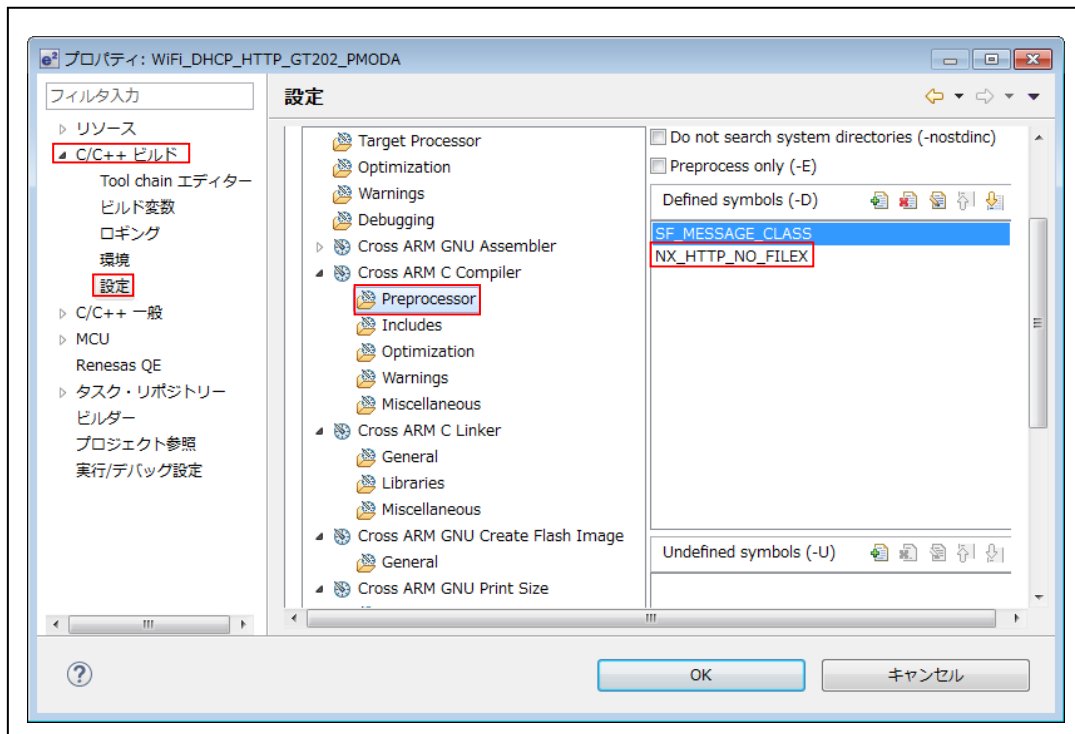 プロパティ: WiFi_DHCP_HTTP_GT202_PMODA
フィルタ入力
設定
リソース
C/C++ ビルド
Tool chain エディター
ビルド変数
ロギング
環境
設定
C/C++ 一般
MCU
Renesas QE
タスク・リポジトリー
ビルダー
プロジェクト参照
実行/デバッグ設定
Target Processor
Optimization
Warnings
Debugging
Cross ARM GNU Assembler
Cross ARM C Compiler
Preprocessor
Includes
Optimization
Warnings
Miscellaneous
Cross ARM C Linker
General
Libraries
Miscellaneous
Cross ARM GNU Create Flash Image
General
Cross ARM GNU Print Size
Do not search system directories (-nostdinc)
Preprocess only (-E)
Defined symbols (-D)
SF_MESSAGE_CLASS
NX_HTTP_NO_FILEX
Undefined symbols (-U)
OK
キャンセル